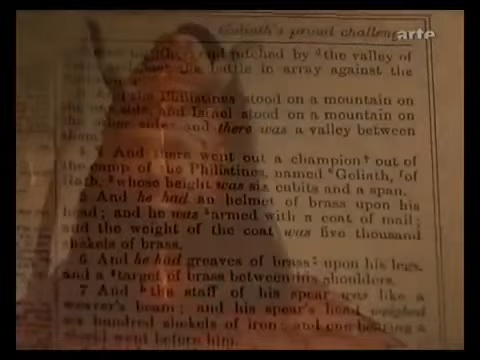 Goliath's proud challen
arte
and pitched by d the valley of
the battle in array against the
3 And the Philistines stood on a mountain on
the one side, and Israel stood on a mountain on
the other side: and there was a valley between
them.
4 ¶ And there went out a champion† out of
the camp of the Philistines, named e Goliath, f of
Gath, g whose height was six cubits and a span.
5 And he had an helmet of brass upon his
head; and he was armed with a coat of mail;
and the weight of the coat was five thousand
shekels of brass.
6 And he had greaves of brass upon his legs,
and a target of brass between his shoulders.
7 And h the staff of his spear was like a
weaver's beam; and his spear's head weighed
six hundred shekels of iron: and one bearing a
shield went before him.